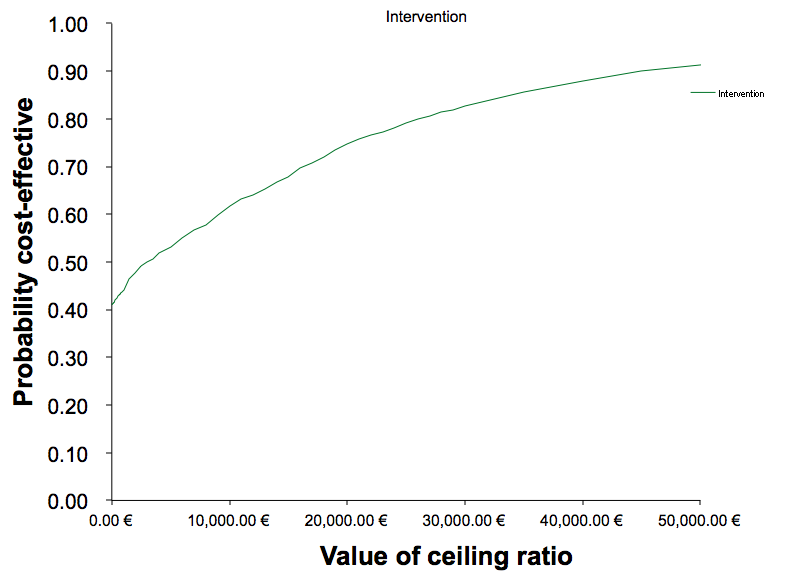 Intervention
1.00
0.90
Intervention
0.80
0.70
0.60
0.50
0.40
0.30
0.20
0.10
0.00
Probability cost-effective
0.00 € 10,000.00 € 20,000.00 € 30,000.00 € 40,000.00 € 50,000.00 €
Value of ceiling ratio